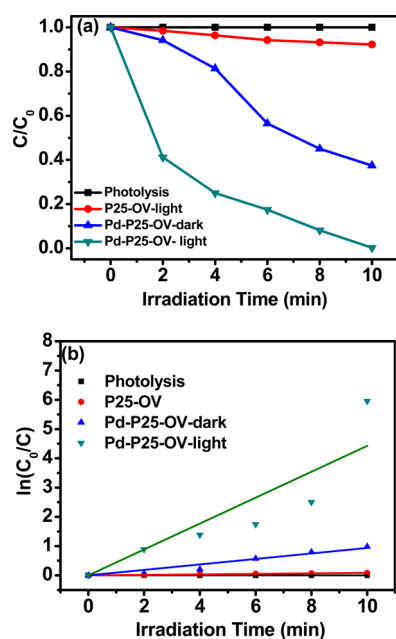 (a)
C/C0
1.0
0.8
0.6
0.4
0.2
0.0
Photolysis
P25-OV-light
Pd-P25-OV-dark
Pd-P25-OV- light
0 2 4 6 8 10
Irradiation Time (min)
(b)
ln(C0/C)
8
7
6
5
4
3
2
1
0
Photolysis
P25-OV
Pd-P25-OV-dark
Pd-P25-OV-light
0 2 4 6 8 10
Irradiation Time (min)